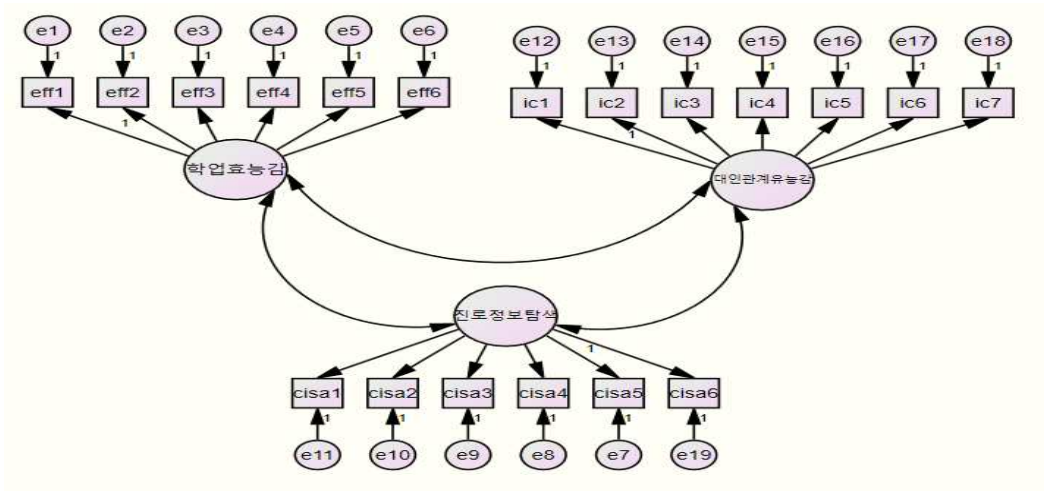 e1 e2 e3 e4 e5 e6
1 1 1 1 1 1
eff1 eff2 eff3 eff4 eff5 eff6
1
학업효능감
e12 e13 e14 e15 e16 e17 e18
1 1 1 1 1 1 1
ic1 ic2 ic3 ic4 ic5 ic6 ic7
1
대인관계유능감
진로정보탐색
1
cisa1 cisa2 cisa3 cisa4 cisa5 cisa6
1 1 1 1 1 1
e11 e10 e9 e8 e7 e19